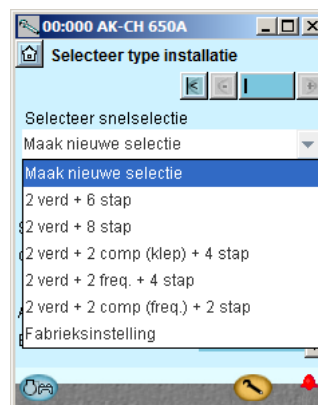 00:000 AK-CH 650A
Selecteer type installatie
Selecteer snelselectie
Maak nieuwe selectie
Maak nieuwe selectie
2 verd + 6 stap
2 verd + 8 stap
2 verd + 2 comp (klep) + 4 stap
2 verd + 2 freq. + 4 stap
2 verd + 2 comp (freq.) + 2 stap
Fabrieksinstelling